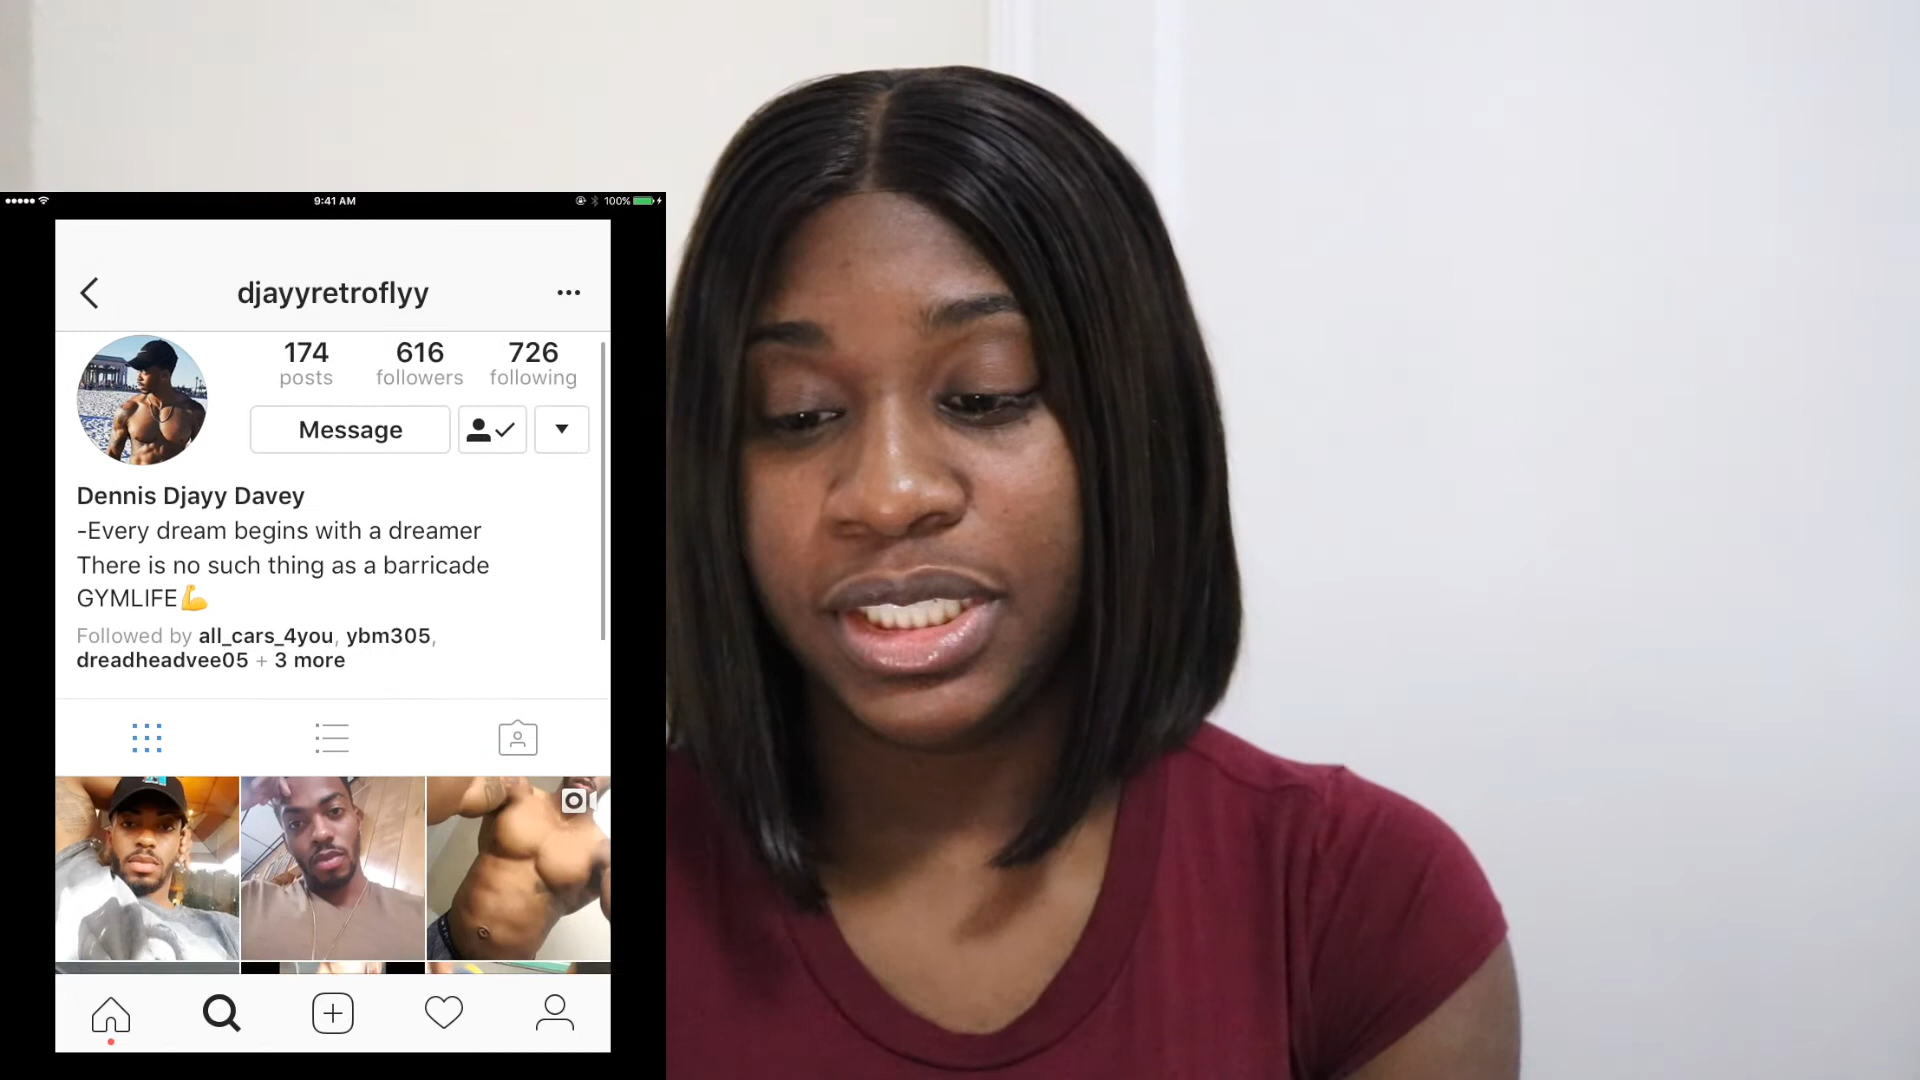 9:41 AM
100%
djayyretroflyy
174 616 726
posts followers following
Message
Dennis Djayy Davey
-Every dream begins with a dreamer
There is no such thing as a barricade
GYMLIFE💪
Followed by all_cars_4you, ybm305,
dreadheadvee05 + 3 more